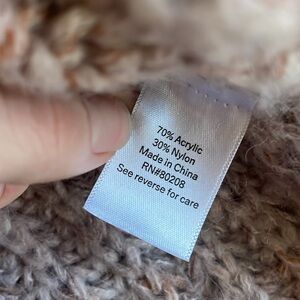 70% Acrylic
30% Nylon
Made in China
RN#80208
See reverse for care